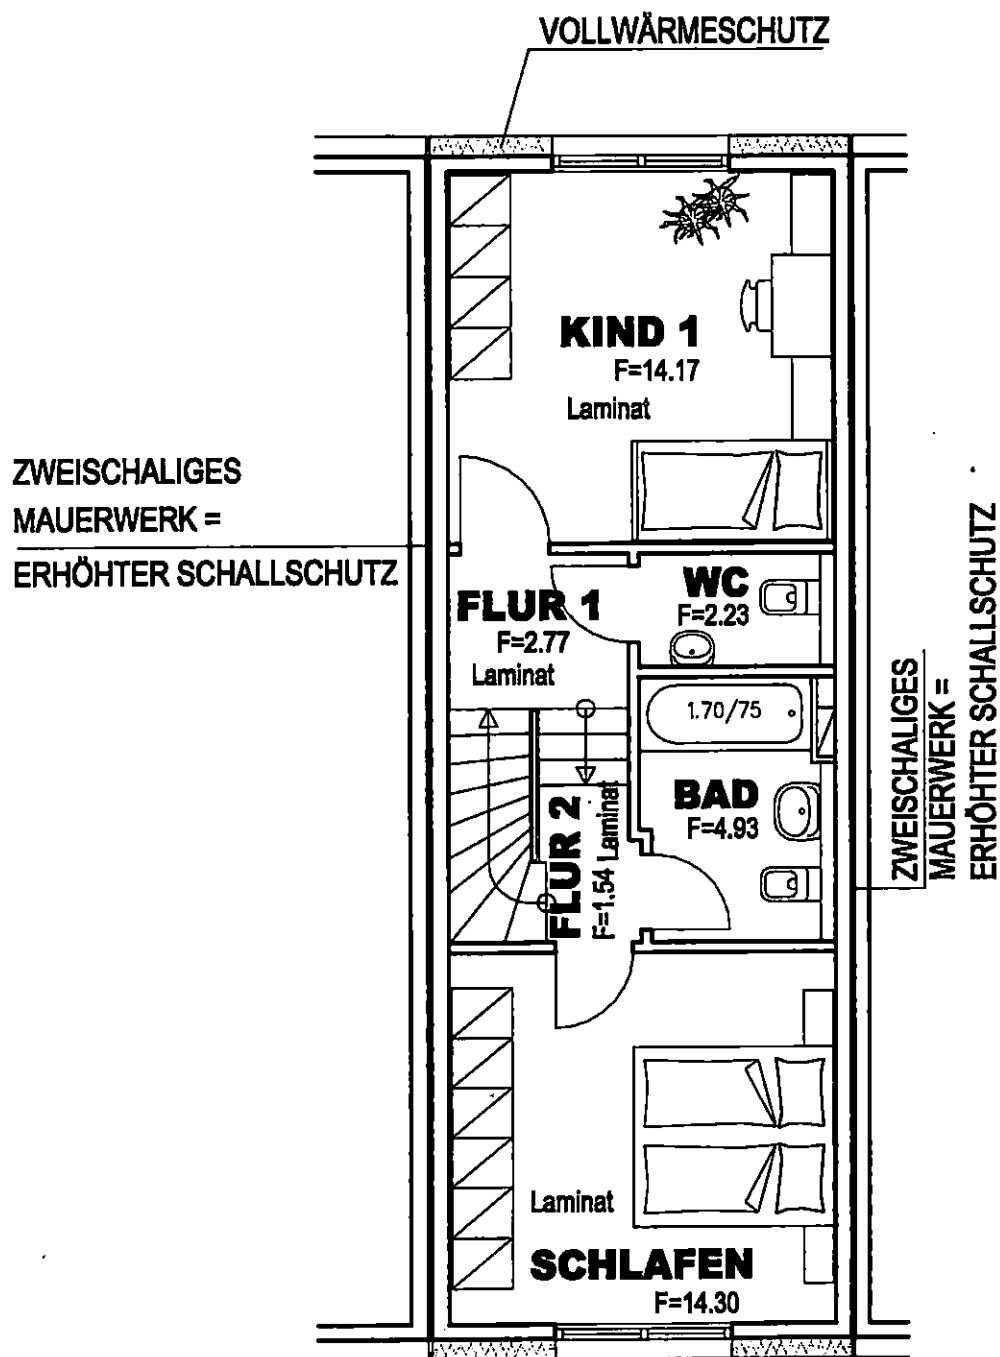 VOLLWÄRMESCHUTZ
KIND 1
F=14.17
Laminat
ZWEISCHALIGES
MAUERWERK =
ERHÖHTER SCHALLSCHUTZ
FLUR 1
F=2.77
Laminat
WC
F=2.23
1.70/75
BAD
F=4.93
FLUR 2
F=1.54 Laminat
ZWEISCHALIGES
MAUERWERK =
ERHÖHTER SCHALLSCHUTZ
Laminat
SCHLAFEN
F=14.30